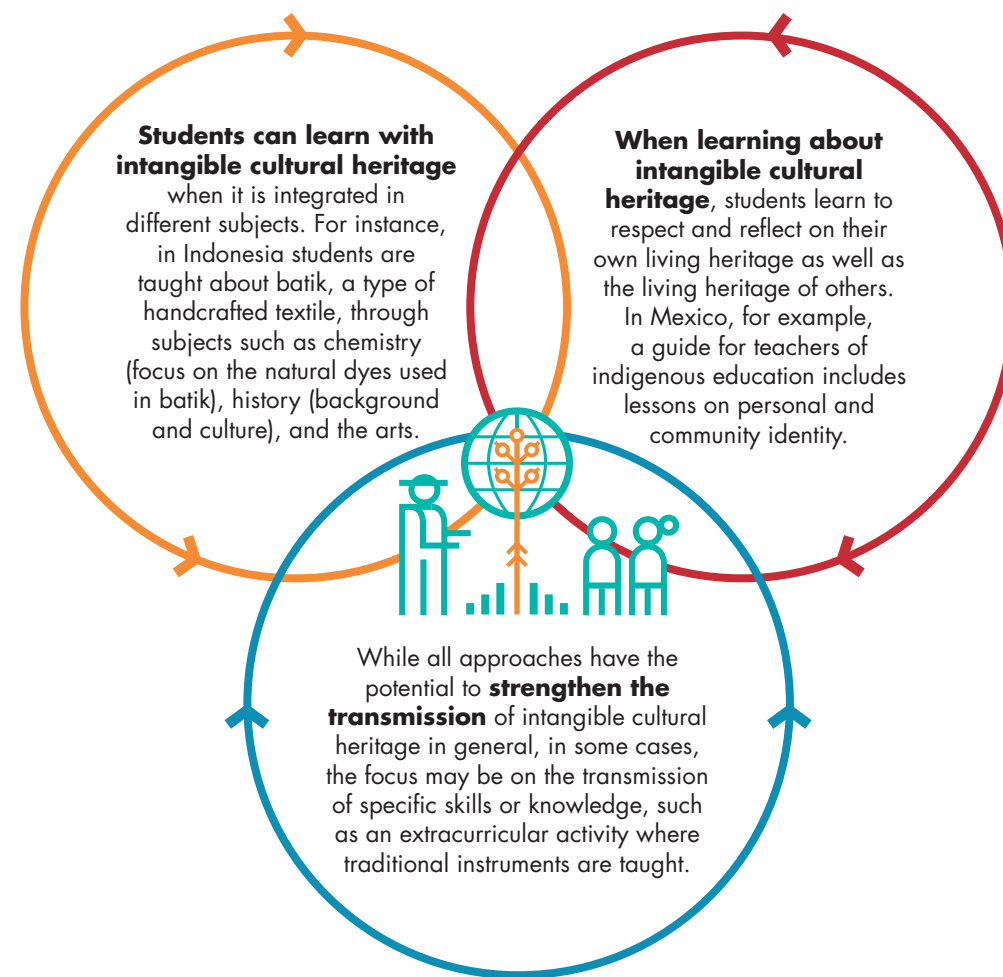 Students can learn with
intangible cultural heritage
when it is integrated in
different subjects. For instance,
in Indonesia students are
taught about batik, a type of
handcrafted textile, through
subjects such as chemistry
(focus on the natural dyes used
in batik), history (background
and culture), and the arts.
When learning about
intangible cultural
heritage, students learn to
respect and reflect on their
own living heritage as well as
the living heritage of others.
In Mexico, for example,
a guide for teachers of
indigenous education includes
lessons on personal and
community identity.
While all approaches have the
potential to strengthen the
transmission of intangible cultural
heritage in general, in some cases,
the focus may be on the transmission
of specific skills or knowledge, such
as an extracurricular activity where
traditional instruments are taught.